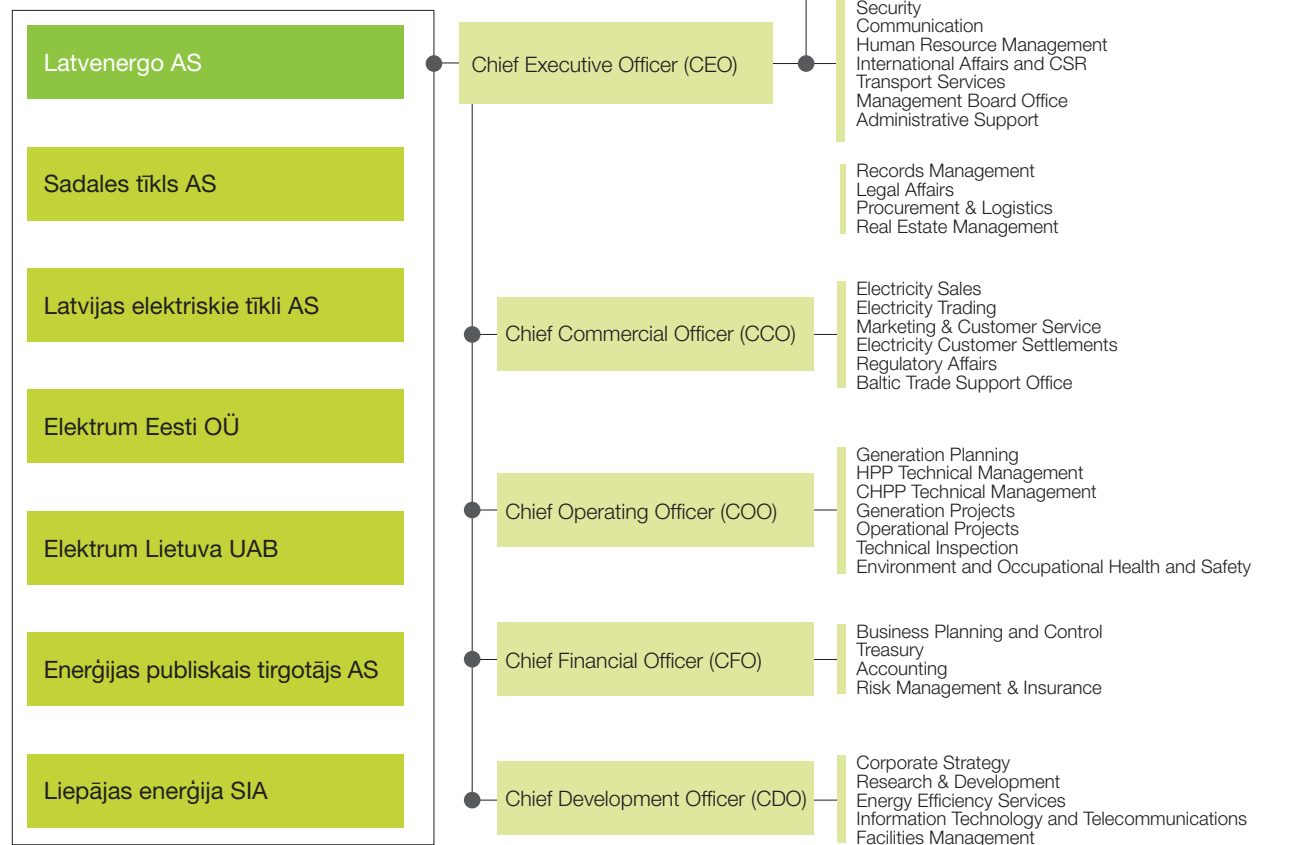 Latvenergo AS
Sadales tīkls AS
Latvijas elektriskie tīkli AS
Elektrum Eesti OÜ
Elektrum Lietuva UAB
Enerģijas publiskais tirgotājs AS
Liepājas enerģija SIA
Chief Executive Officer (CEO)
Security
Communication
Human Resource Management
International Affairs and CSR
Transport Services
Management Board Office
Administrative Support
Records Management
Legal Affairs
Procurement & Logistics
Real Estate Management
Chief Commercial Officer (CCO)
Electricity Sales
Electricity Trading
Marketing & Customer Service
Electricity Customer Settlements
Regulatory Affairs
Baltic Trade Support Office
Chief Operating Officer (COO)
Generation Planning
HPP Technical Management
CHPP Technical Management
Generation Projects
Operational Projects
Technical Inspection
Environment and Occupational Health and Safety
Chief Financial Officer (CFO)
Business Planning and Control
Treasury
Accounting
Risk Management & Insurance
Chief Development Officer (CDO)
Corporate Strategy
Research & Development
Energy Efficiency Services
Information Technology and Telecommunications
Facilities Management